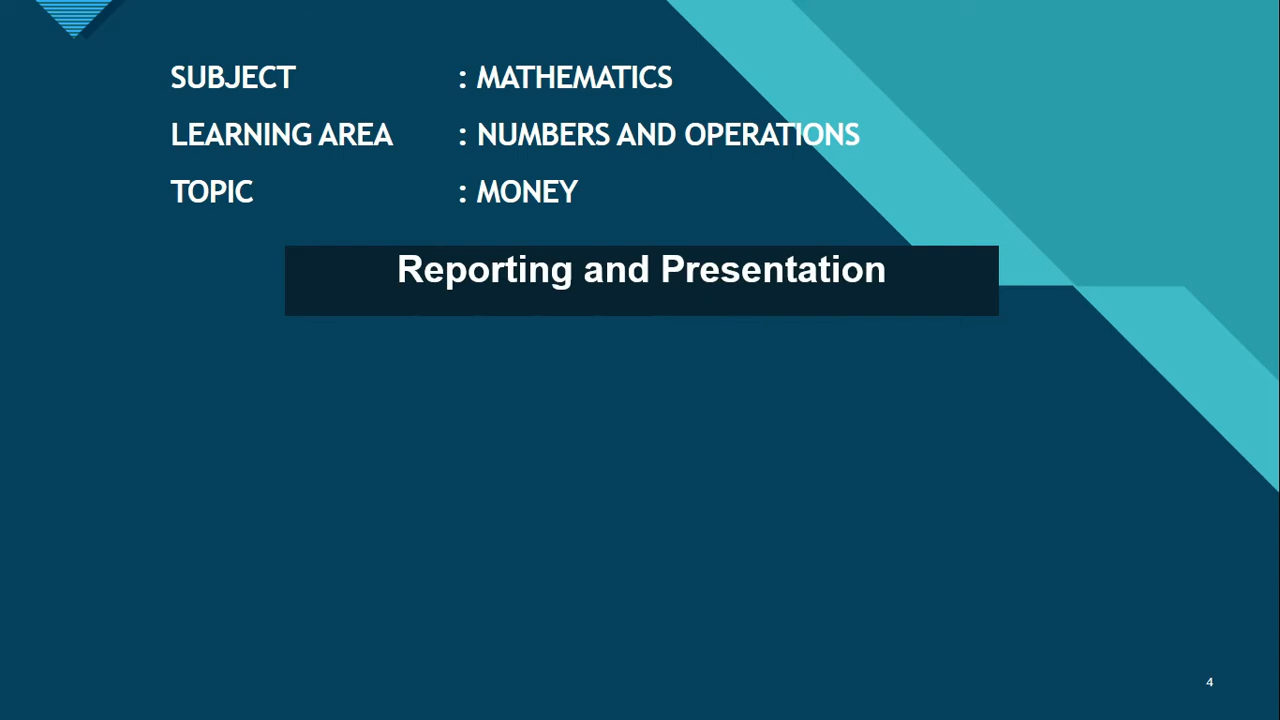 SUBJECT : MATHEMATICS
LEARNING AREA : NUMBERS AND OPERATIONS
TOPIC : MONEY
Reporting and Presentation
4